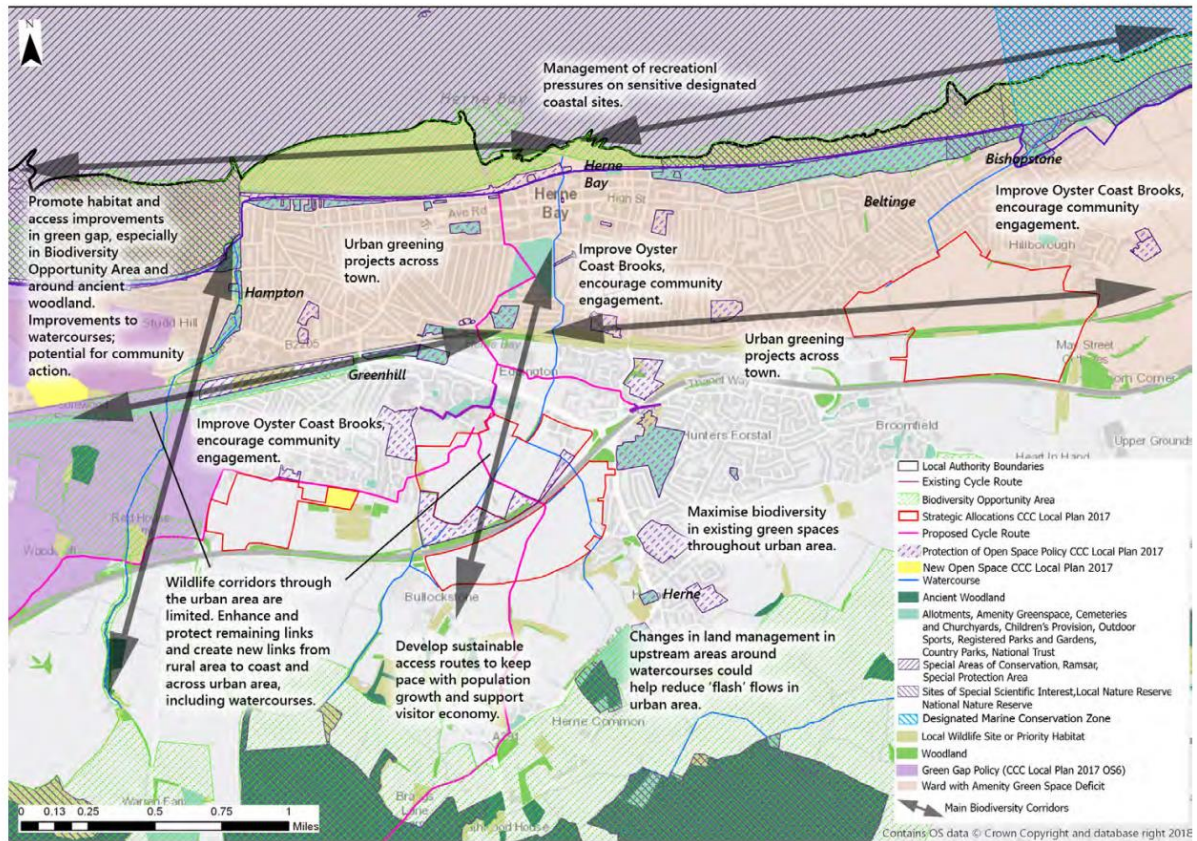 N
Management of recreationl
pressures on sensitive designated
coastal sites.
Herne Bay
Bishopstone
Herne
Bay
Herne
Bay
High St
Ave Rd
Beltinge
Improve Oyster Coast Brooks,
encourage community
engagement.
Hillborough
Promote habitat and
access improvements
in green gap, especially
in Biodiversity
Opportunity Area and
around ancient
woodland.
Improvements to
watercourses;
potential for community
action.
Urban greening
projects across
town.
Improve Oyster
Coast Brooks,
encourage community
engagement.
Hampton
Studd Hill
B2205
Greenhill
Eddington
Urban greening
projects across
town.
May Street
Thanet Way
Improve Oyster Coast Brooks,
encourage community
engagement.
Hunters Forstal
Broomfield
Upper Grounds
Heart In Hand
Red House
Maximise biodiversity
in existing green spaces
throughout urban area.
Wildlife corridors through
the urban area are
limited. Enhance and
protect remaining links
and create new links from
rural area to coast and
across urban area,
including watercourses.
Bullockstone
Herne
Develop sustainable
access routes to keep
pace with population
growth and support
visitor economy.
Changes in land management in
upstream areas around
watercourses could
help reduce 'flash' flows in
urban area.
Herne Common
A291
Lane
Local Authority Boundaries
Existing Cycle Route
Biodiversity Opportunity Area
Strategic Allocations CCC Local Plan 2017
Proposed Cycle Route
Protection of Open Space Policy CCC Local Plan 2017
New Open Space CCC Local Plan 2017
Watercourse
Ancient Woodland
Allotments, Amenity Greenspace, Cemeteries
and Churchyards, Children's Provision, Outdoor
Sports, Registered Parks and Gardens,
Country Parks, National Trust
Special Areas of Conservation, Ramsar,
Special Protection Area
Sites of Special Scientific Interest,Local Nature Reserve
National Nature Reserve
Designated Marine Conservation Zone
Local Wildlife Site or Priority Habitat
Woodland
Green Gap Policy (CCC Local Plan 2017 OS6)
Ward with Amenity Green Space Deficit
Main Biodiversity Corridors
0 0.13 0.25 0.5 0.75 1
Miles
Contains OS data © Crown Copyright and database right 2018